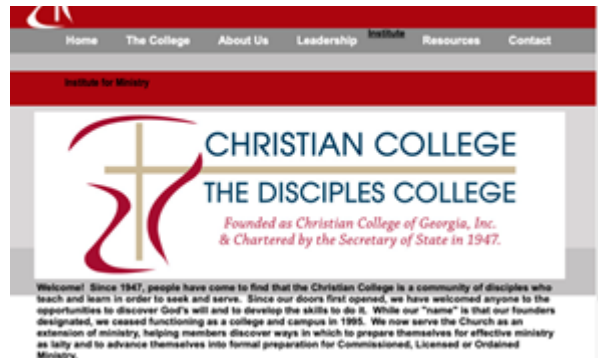 Home The College About Us Leadership Institute Resources Contact
Institute for Ministry
CHRISTIAN COLLEGE
THE DISCIPLES COLLEGE
Founded as Christian College of Georgia, Inc.
& Chartered by the Secretary of State in 1947.
Welcome! Since 1947, people have come to find that the Christian College is a community of disciples who
teach and learn in order to seek and serve. Since our doors first opened, we have welcomed anyone to the
opportunities to discover God's will and to develop the skills to do it. While our "name" is that our founders
designated, we ceased functioning as a college and campus in 1995. We now serve the Church as an
extension of ministry, helping members discover ways in which to prepare themselves for effective ministry
as laity and to advance themselves into formal preparation for Commissioned, Licensed or Ordained
Ministry.